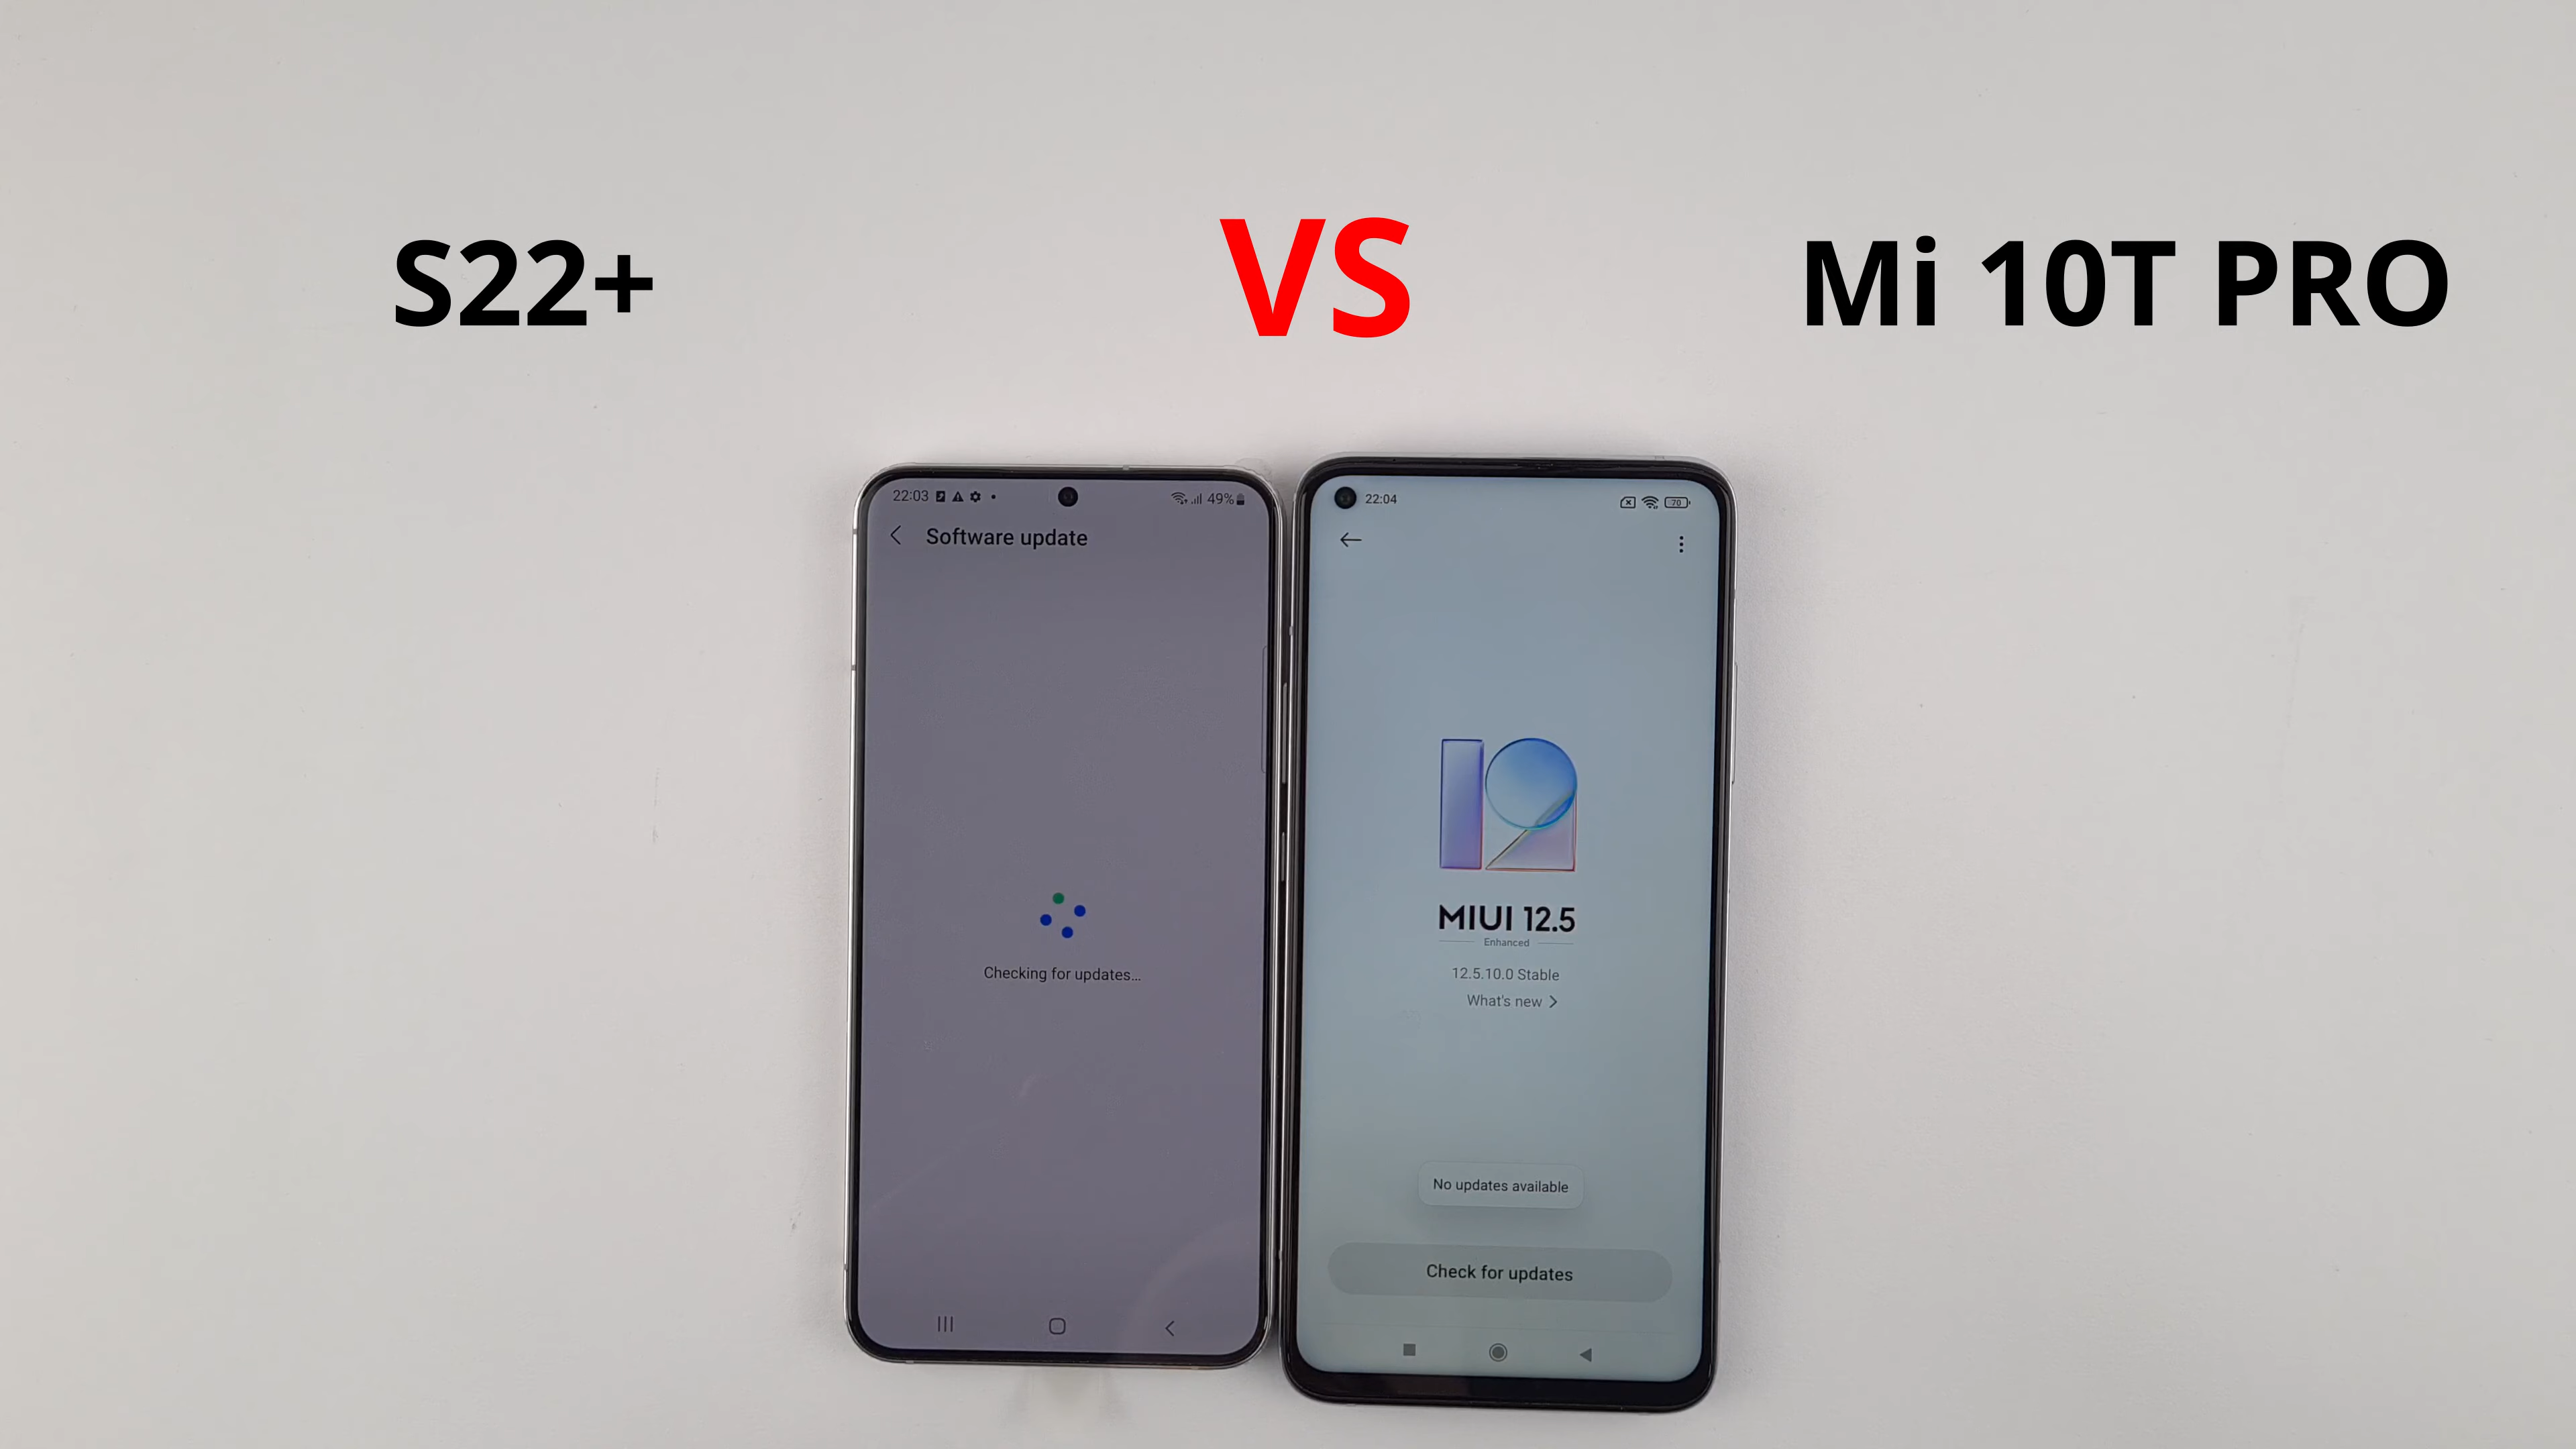 S22+ VS Mi 10T PRO
22:03 49%
Software update
Checking for updates...
22:04 70
MIUI 12.5
Enhanced
12.5.10.0 Stable
What's new
No updates available
Check for updates